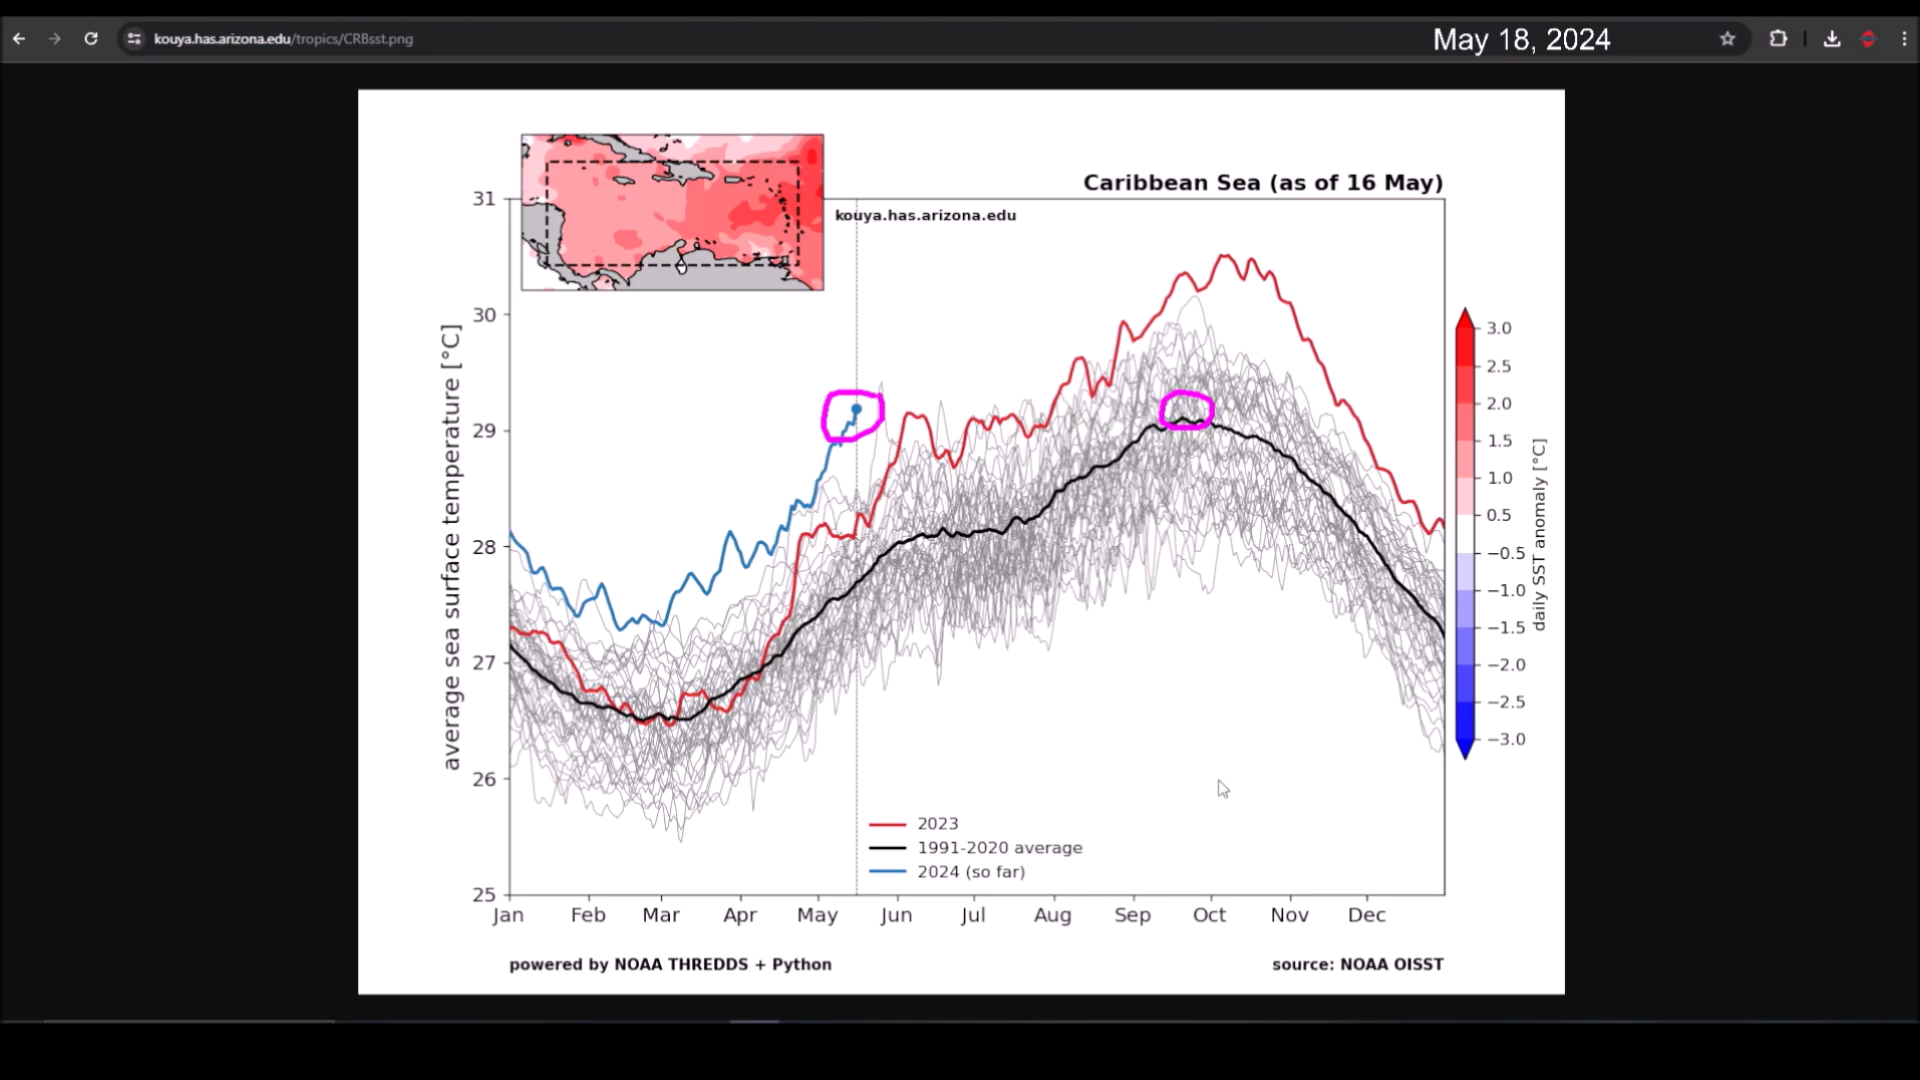 kouya.has.arizona.edu/tropics/CRBsst.png
May 18, 2024
Caribbean Sea (as of 16 May)
kouya.has.arizona.edu
average sea surface temperature [°C]
31
30
29
28
27
26
25
Jan Feb Mar Apr May Jun Jul Aug Sep Oct Nov Dec
2023
1991-2020 average
2024 (so far)
3.0
2.5
2.0
1.5
1.0
0.5
−0.5
−1.0
−1.5
−2.0
−2.5
−3.0
daily SST anomaly [°C]
powered by NOAA THREDDS + Python
source: NOAA OISST